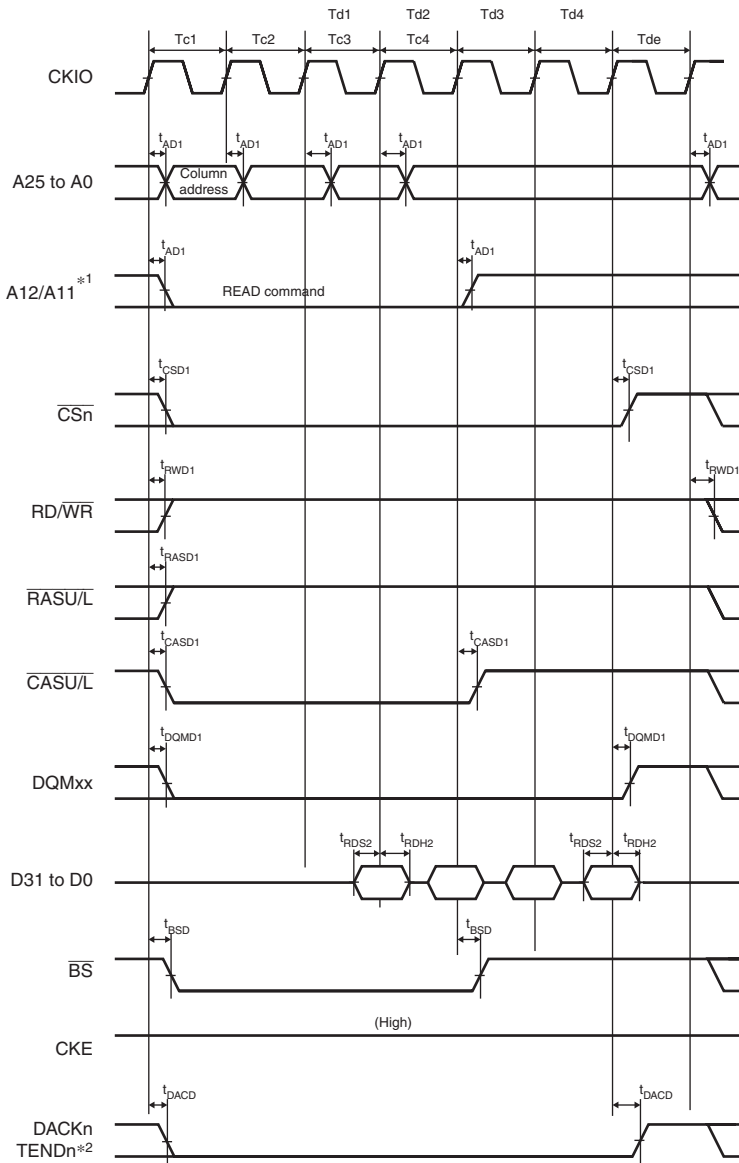 Td1 Td2 Td3 Td4
Tc1 Tc2 Tc3 Tc4 Tde
CKIO
tAD1 tAD1 tAD1 tAD1 tAD1
A25 to A0 Column address
tAD1 tAD1
A12/A11*1 READ command
tCSD1 tCSD1
CSn
tRWD1 tRWD1
RD/WR
tRASD1
RASU/L
tCASD1 tCASD1
CASU/L
tDQMD1 tDQMD1
DQMxx
tRDS2 tRDH2 tRDS2 tRDH2
D31 to D0
tBSD tBSD
BS
(High)
CKE
tDACD tDACD
DACKn
TENDn*2